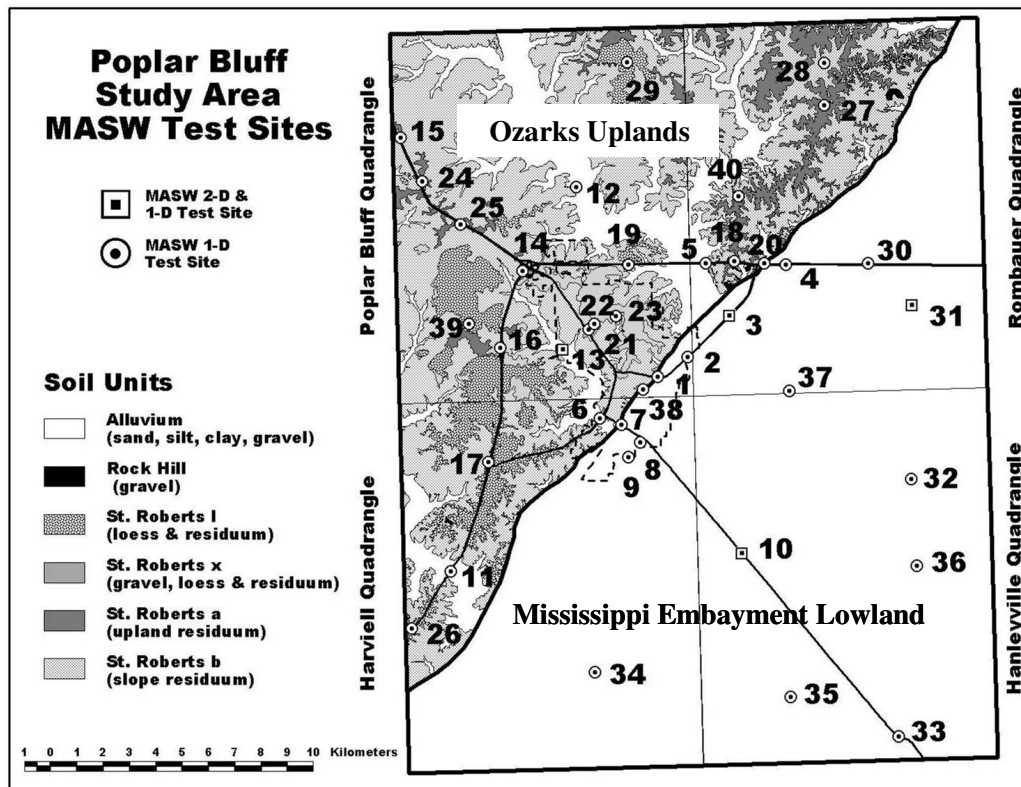 Poplar Bluff
Study Area
MASW Test Sites
MASW 2-D &
1-D Test Site
MASW 1-D
Test Site
Soil Units
Alluvium
(sand, silt, clay, gravel)
Rock Hill
(gravel)
St. Roberts l
(loess & residuum)
St. Roberts x
(gravel, loess & residuum)
St. Roberts a
(upland residuum)
St. Roberts b
(slope residuum)
1 0 1 2 3 4 5 6 7 8 9 10 Kilometers
Poplar Bluff Quadrangle
Harviell Quadrangle
Rombauer Quadrangle
Hanleyville Quadrangle
Ozarks Uplands
Mississippi Embayment Lowland
28
29
27
15
24
12
40
25
14
19
5
18
20
4
30
31
22
23
3
39
16
13
21
2
1
37
6
38
7
17
8
9
32
10
36
11
26
34
35
33